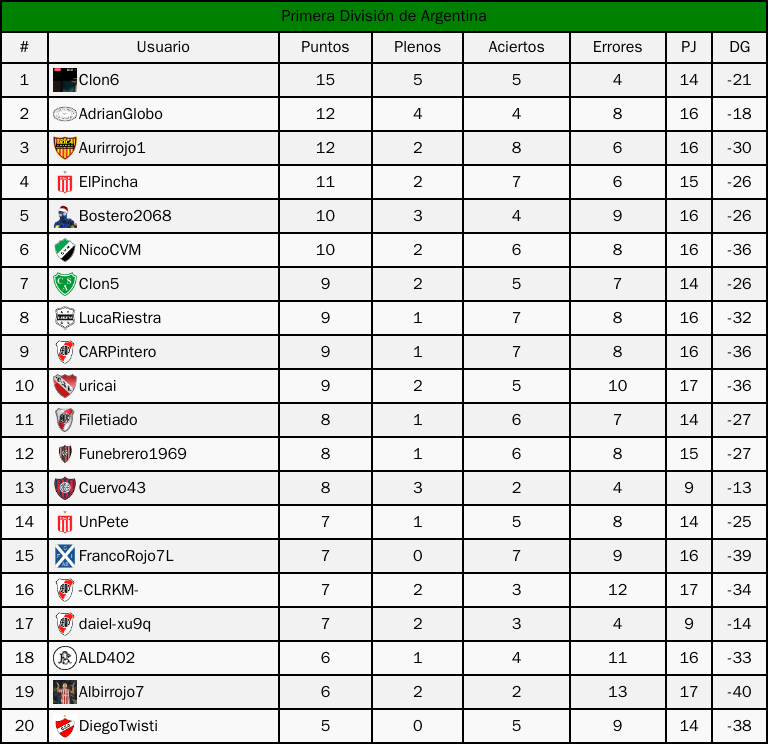 Primera División de Argentina
# Usuario Puntos Plenos Aciertos Errores PJ DG
1 Clon6 15 5 5 4 14 -21
2 AdrianGlobo 12 4 4 8 16 -18
3 Aurirrojo1 12 2 8 6 16 -30
4 ElPincha 11 2 7 6 15 -26
5 Bostero2068 10 3 4 9 16 -26
6 NicoCVM 10 2 6 8 16 -36
7 Clon5 9 2 5 7 14 -26
8 LucaRiestra 9 1 7 8 16 -32
9 CARPintero 9 1 7 8 16 -36
10 uricai 9 2 5 10 17 -36
11 Filetiado 8 1 6 7 14 -27
12 Funebrero1969 8 1 6 8 15 -27
13 Cuervo43 8 3 2 4 9 -13
14 UnPete 7 1 5 8 14 -25
15 FrancoRojo7L 7 0 7 9 16 -39
16 -CLRKM- 7 2 3 12 17 -34
17 daiel-xu9q 7 2 3 4 9 -14
18 ALD402 6 1 4 11 16 -33
19 Albirrojo7 6 2 2 13 17 -40
20 DiegoTwisti 5 0 5 9 14 -38